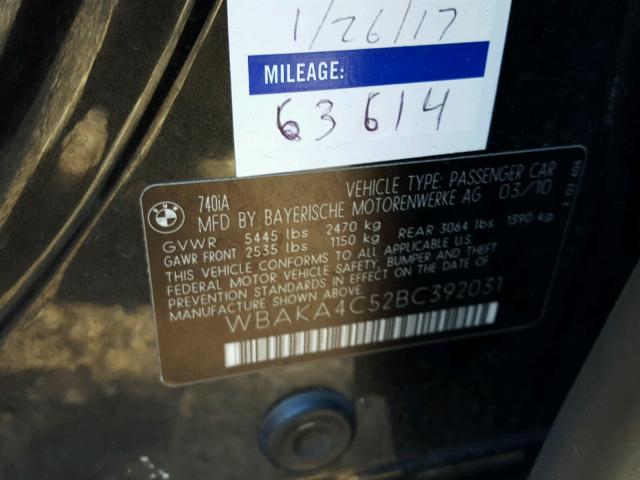 1/26/17
MILEAGE:
63614
BMW
740iA VEHICLE TYPE: PASSENGER CAR
MFD BY BAYERISCHE MOTORENWERKE AG 03/10
GVWR 5445 lbs 2470 kg
GAWR FRONT 2535 lbs 1150 kg REAR 3064 lbs 1390 kg
THIS VEHICLE CONFORMS TO ALL APPLICABLE
FEDERAL MOTOR VEHICLE SAFETY, BUMPER AND THEFT
PREVENTION STANDARDS IN EFFECT ON THE DATE OF
MANUFACTURE SHOWN ABOVE.
WBAKA4C52BC392031